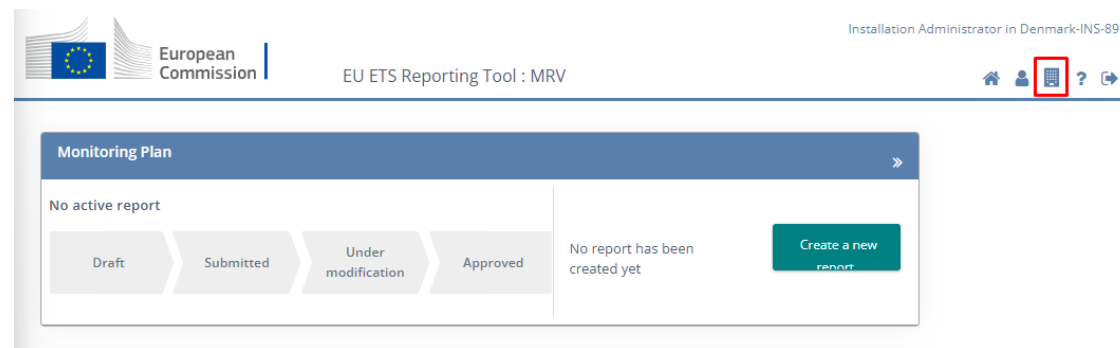 Installation Administrator in Denmark-INS-89
European
Commission
EU ETS Reporting Tool : MRV
?
Monitoring Plan
»
No active report
Draft
Submitted
Under
modification
Approved
No report has been
created yet
Create a new
report